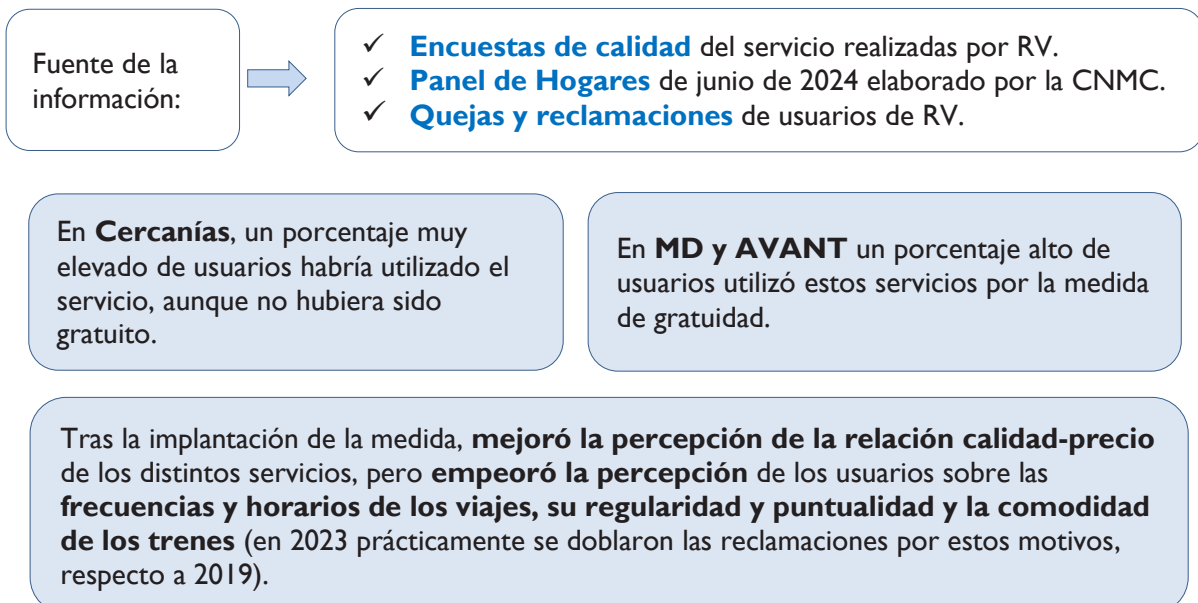 Fuente de la
información:
✓ Encuestas de calidad del servicio realizadas por RV.
✓ Panel de Hogares de junio de 2024 elaborado por la CNMC.
✓ Quejas y reclamaciones de usuarios de RV.
En Cercanías, un porcentaje muy
elevado de usuarios habría utilizado el
servicio, aunque no hubiera sido
gratuito.
En MD y AVANT un porcentaje alto de
usuarios utilizó estos servicios por la medida
de gratuidad.
Tras la implantación de la medida, mejoró la percepción de la relación calidad-precio
de los distintos servicios, pero empeoró la percepción de los usuarios sobre las
frecuencias y horarios de los viajes, su regularidad y puntualidad y la comodidad
de los trenes (en 2023 prácticamente se doblaron las reclamaciones por estos motivos,
respecto a 2019).